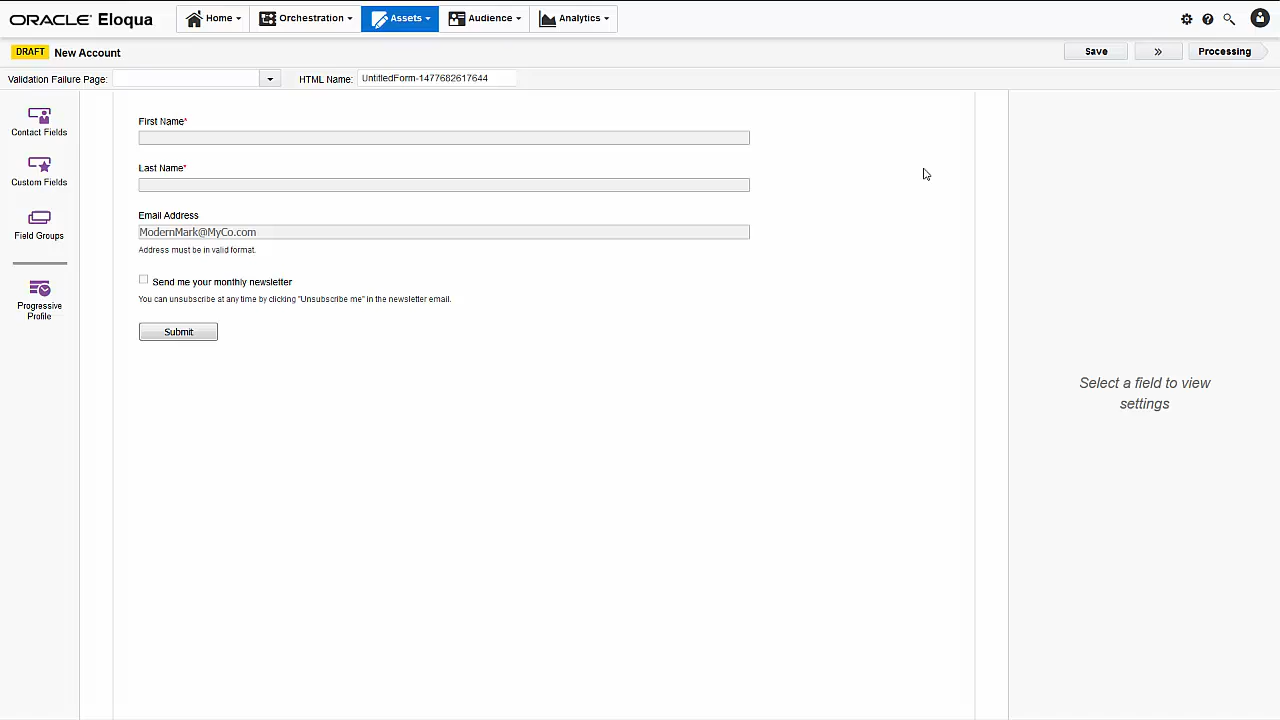 ORACLE Eloqua Home Orchestration Assets Audience Analytics
DRAFT New Account Save » Processing
Validation Failure Page: HTML Name: UntitledForm-1477682617644
Contact Fields
Custom Fields
Field Groups
Progressive
Profile
First Name*
Last Name*
Email Address
ModernMark@MyCo.com
Address must be in valid format.
Send me your monthly newsletter
You can unsubscribe at any time by clicking "Unsubscribe me" in the newsletter email.
Submit
Select a field to view
settings